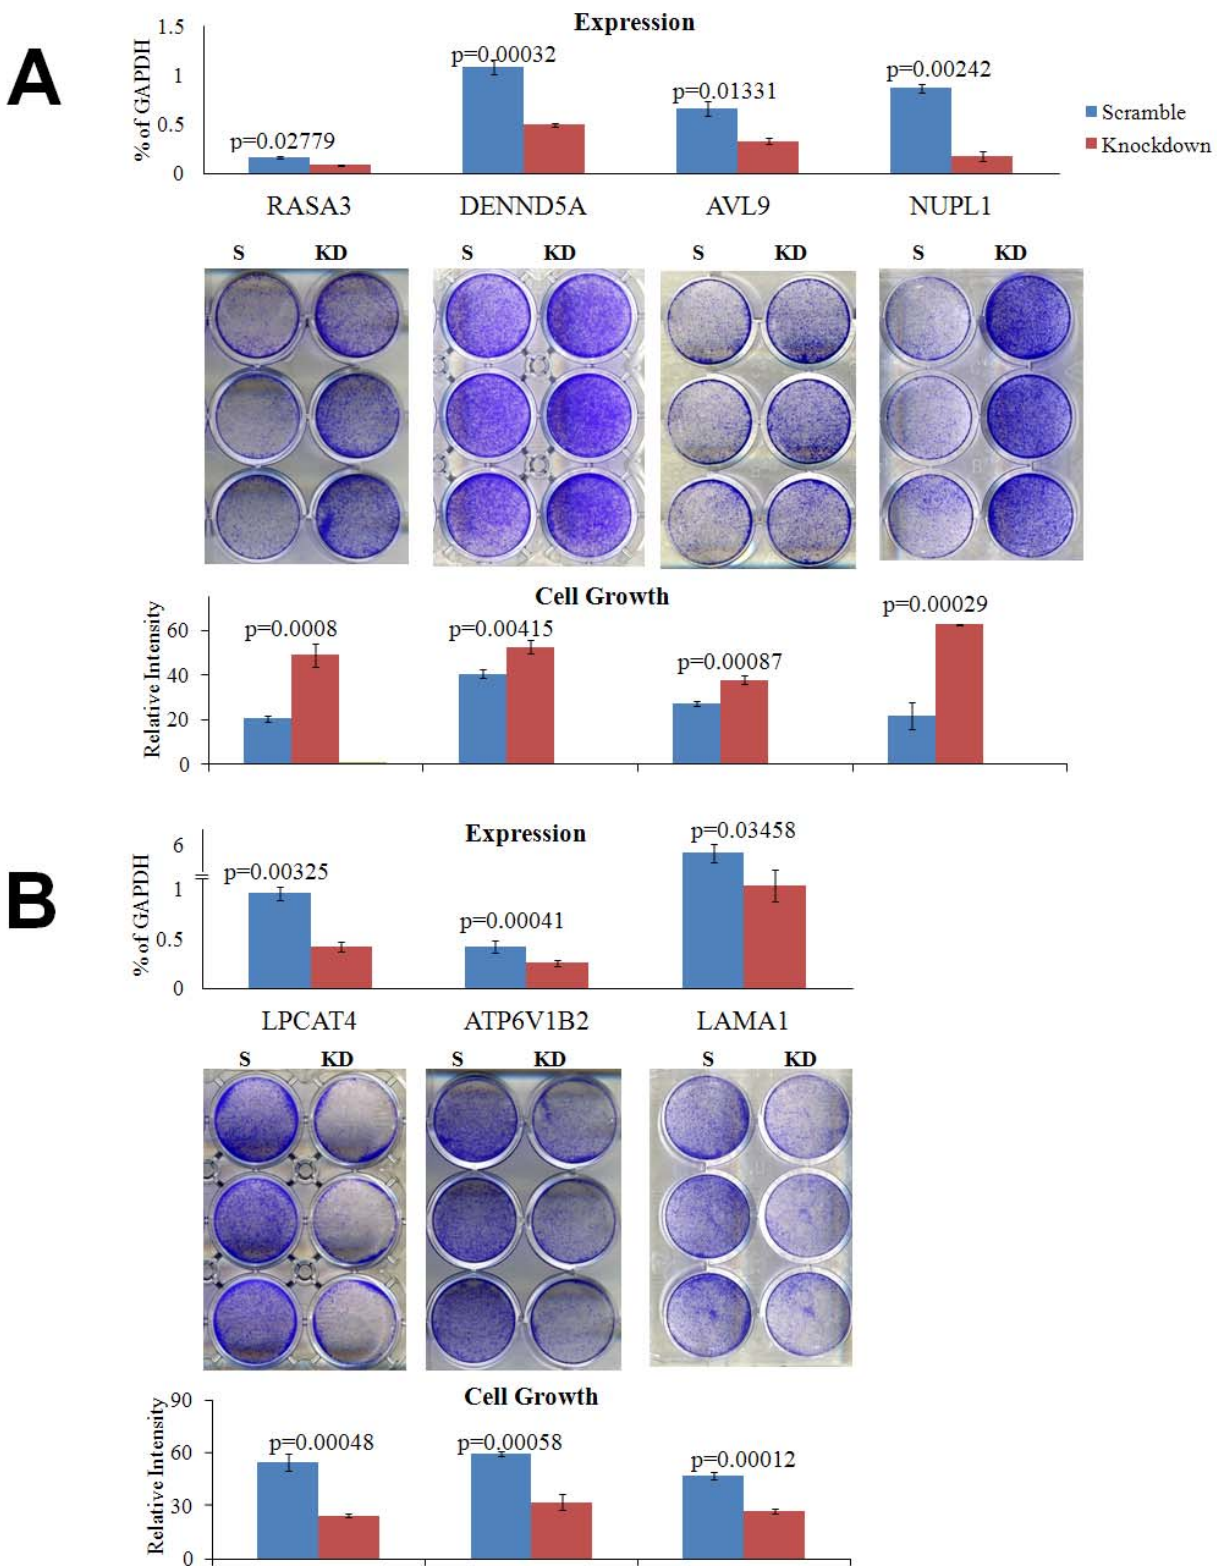 A
Expression
% of GAPDH
1.5
1
0.5
0
p=0.02779
p=0.00032
p=0.01331
p=0.00242
Scramble
Knockdown
RASA3 DENND5A AVL9 NUPL1
S KD S KD S KD S KD
Cell Growth
Relative Intensity
60
40
20
0
p=0.0008
p=0.00415
p=0.00087
p=0.00029
B
Expression
% of GAPDH
6
1
0.5
0
p=0.00325
p=0.00041
p=0.03458
LPCAT4 ATP6V1B2 LAMA1
S KD S KD S KD
Cell Growth
Relative Intensity
90
60
30
0
p=0.00048
p=0.00058
p=0.00012